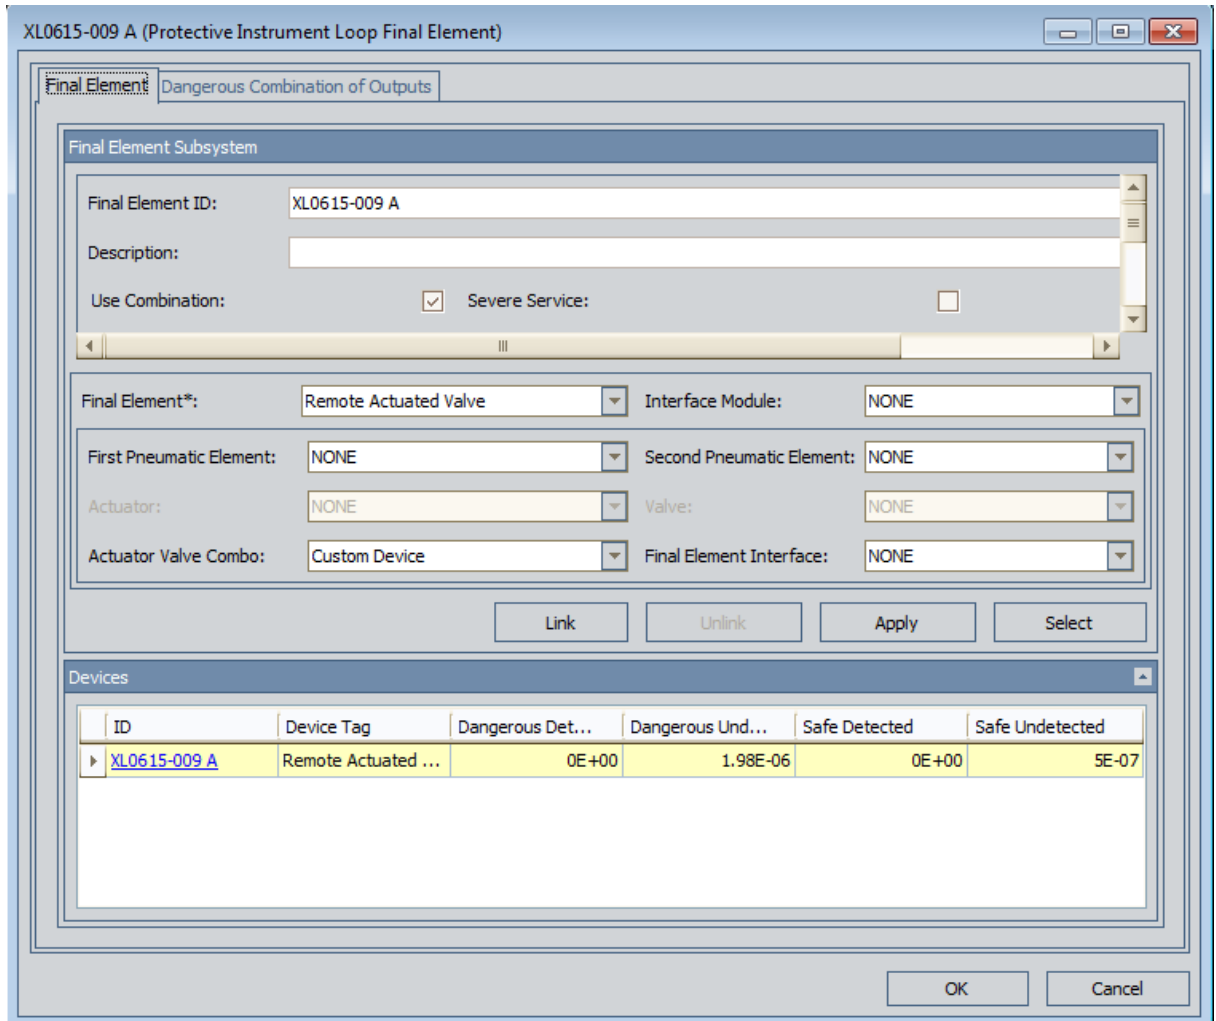 XL0615-009 A (Protective Instrument Loop Final Element)
Final Element Dangerous Combination of Outputs
Final Element Subsystem
Final Element ID: XL0615-009 A
Description:
Use Combination: Severe Service:
Final Element*: Remote Actuated Valve Interface Module: NONE
First Pneumatic Element: NONE Second Pneumatic Element: NONE
Actuator: NONE Valve: NONE
Actuator Valve Combo: Custom Device Final Element Interface: NONE
Link Unlink Apply Select
Devices
ID Device Tag Dangerous Det... Dangerous Und... Safe Detected Safe Undetected
XL0615-009 A Remote Actuated ... 0E+00 1.98E-06 0E+00 5E-07
OK Cancel